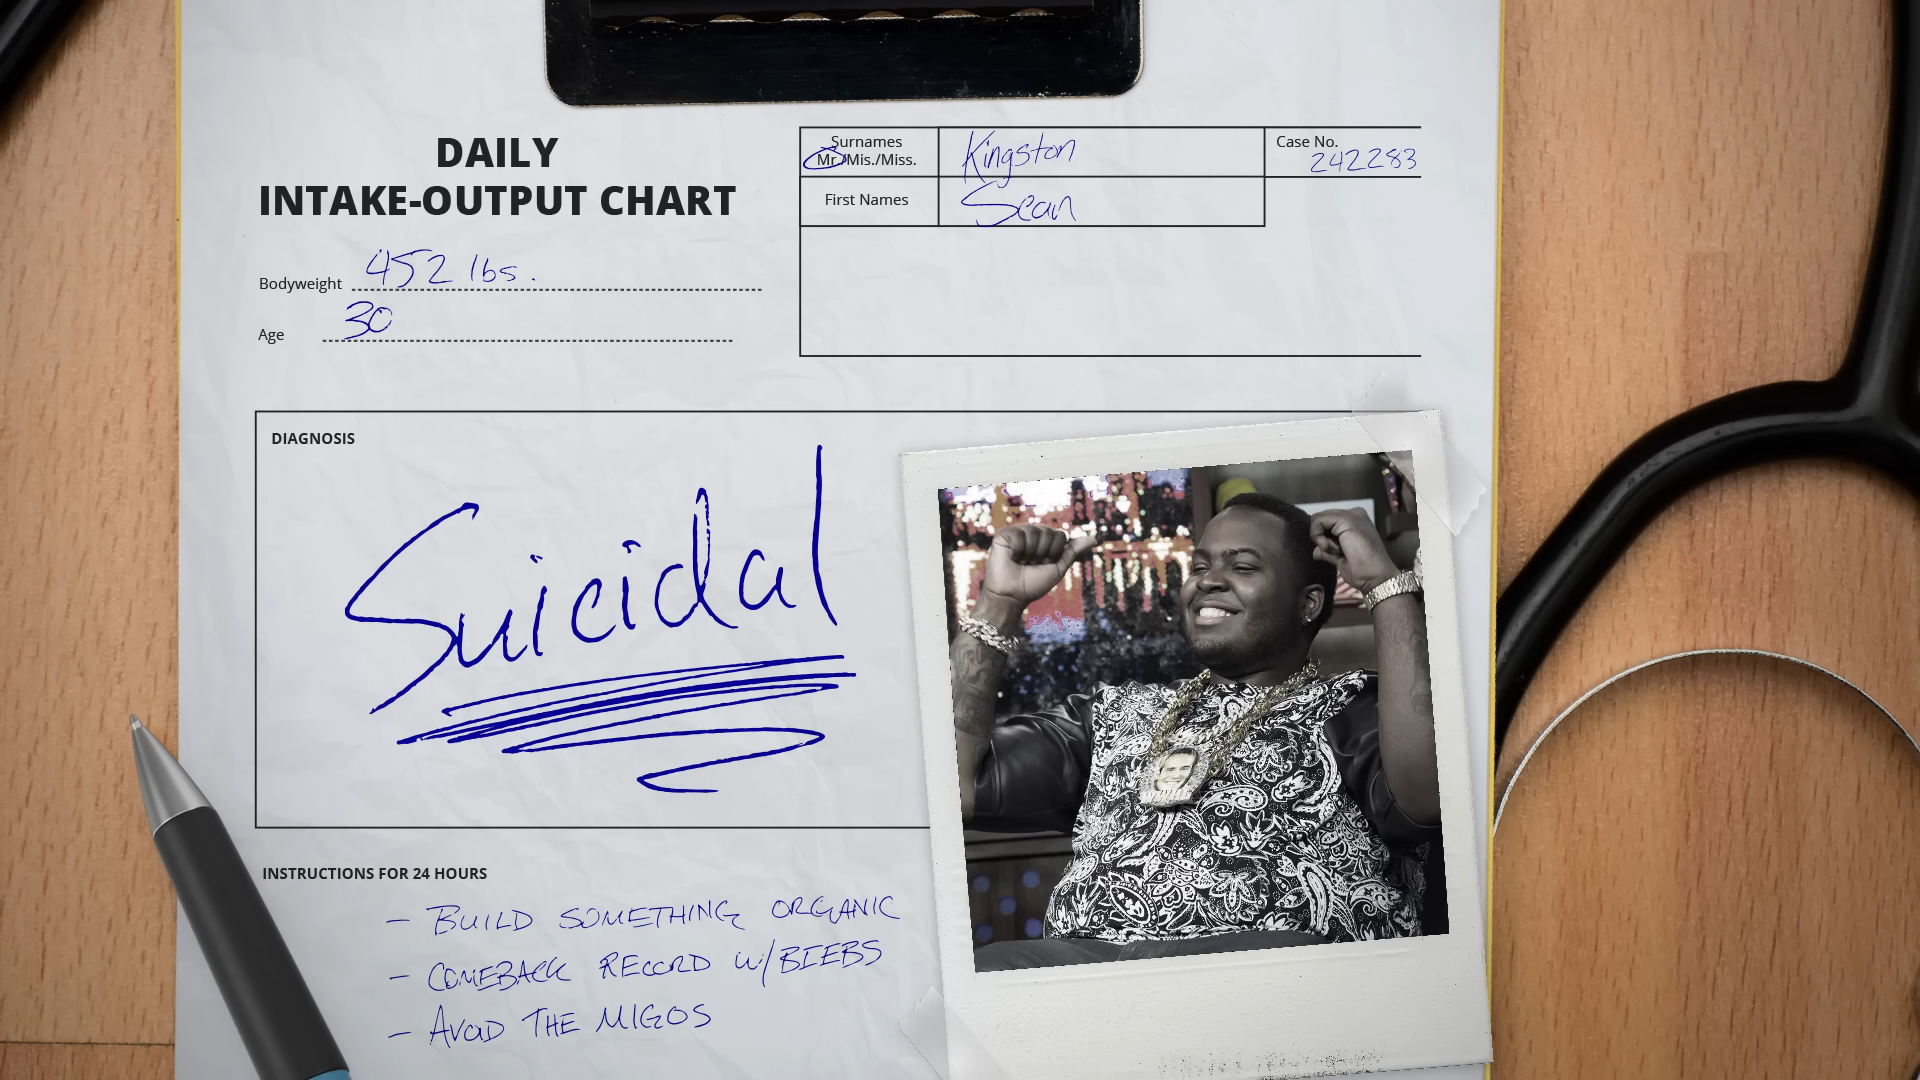 DAILY
INTAKE-OUTPUT CHART
Surnames
Mr./Mis./Miss.
Kingston
Case No.
242283
First Names
Sean
Bodyweight 452 lbs.
Age 30
DIAGNOSIS
Suicidal
INSTRUCTIONS FOR 24 HOURS
- BUILD SOMETHING ORGANIC
- COMEBACK RECORD W/BIEBS
- AVOID THE MIGOS